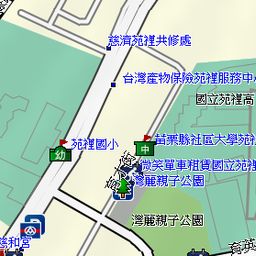 慈濟苑裡共修處
台灣產物保險苑裡服務中
國立苑裡高
苑裡國小
苗栗縣社區大學苑
幼
中
微笑單車租賃國立苑裡
灣麗親子公園
灣麗親子公園
慈和宮
育英